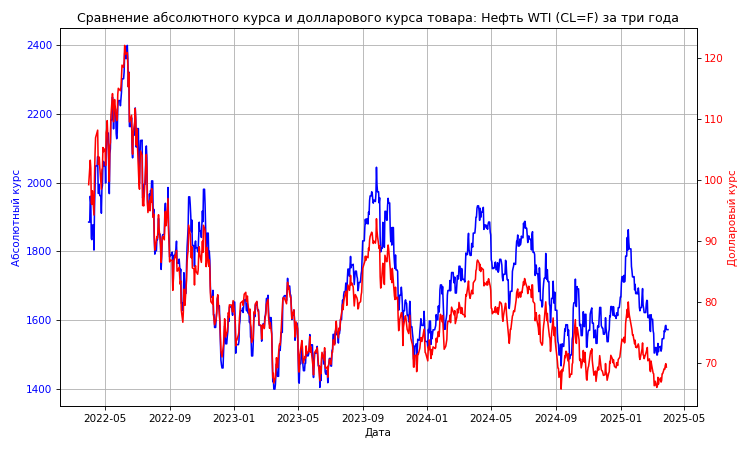 Сравнение абсолютного курса и долларового курса товара: Нефть WTI (CL=F) за три года
2400
2200
2000
1800
1600
1400
Абсолютный курс
120
110
100
90
80
70
Долларовый курс
2022-05 2022-09 2023-01 2023-05 2023-09 2024-01 2024-05 2024-09 2025-01 2025-05
Дата